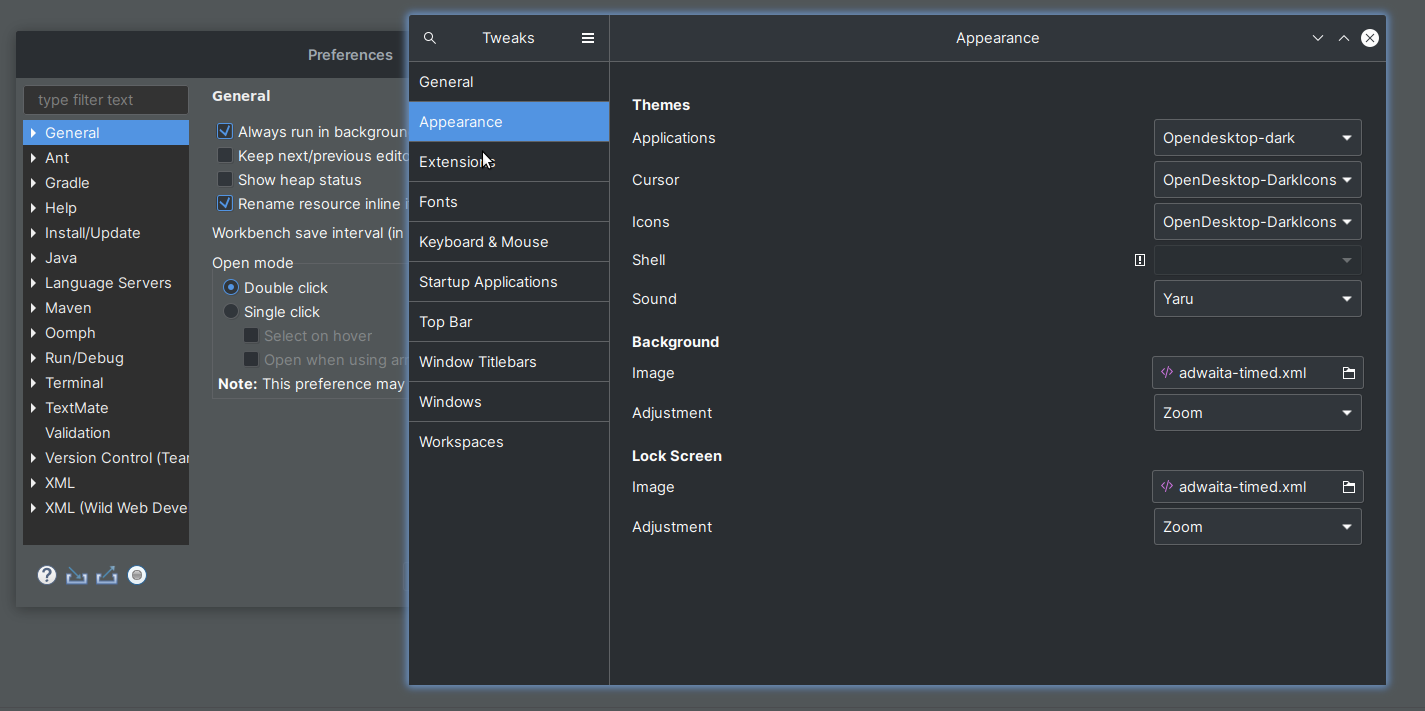 Preferences
type filter text
General
Ant
Gradle
Help
Install/Update
Java
Language Servers
Maven
Oomph
Run/Debug
Terminal
TextMate
Validation
Version Control (Tear
XML
XML (Wild Web Deve
General
Always run in backgroun
Keep next/previous edito
Show heap status
Rename resource inline i
Workbench save interval (in
Open mode
Double click
Single click
Select on hover
Open when using arr
Note: This preference may
Tweaks
General
Appearance
Extensions
Fonts
Keyboard & Mouse
Startup Applications
Top Bar
Window Titlebars
Windows
Workspaces
Appearance
Themes
Applications Opendesktop-dark
Cursor OpenDesktop-DarkIcons
Icons OpenDesktop-DarkIcons
Shell
Sound Yaru
Background
Image adwaita-timed.xml
Adjustment Zoom
Lock Screen
Image adwaita-timed.xml
Adjustment Zoom